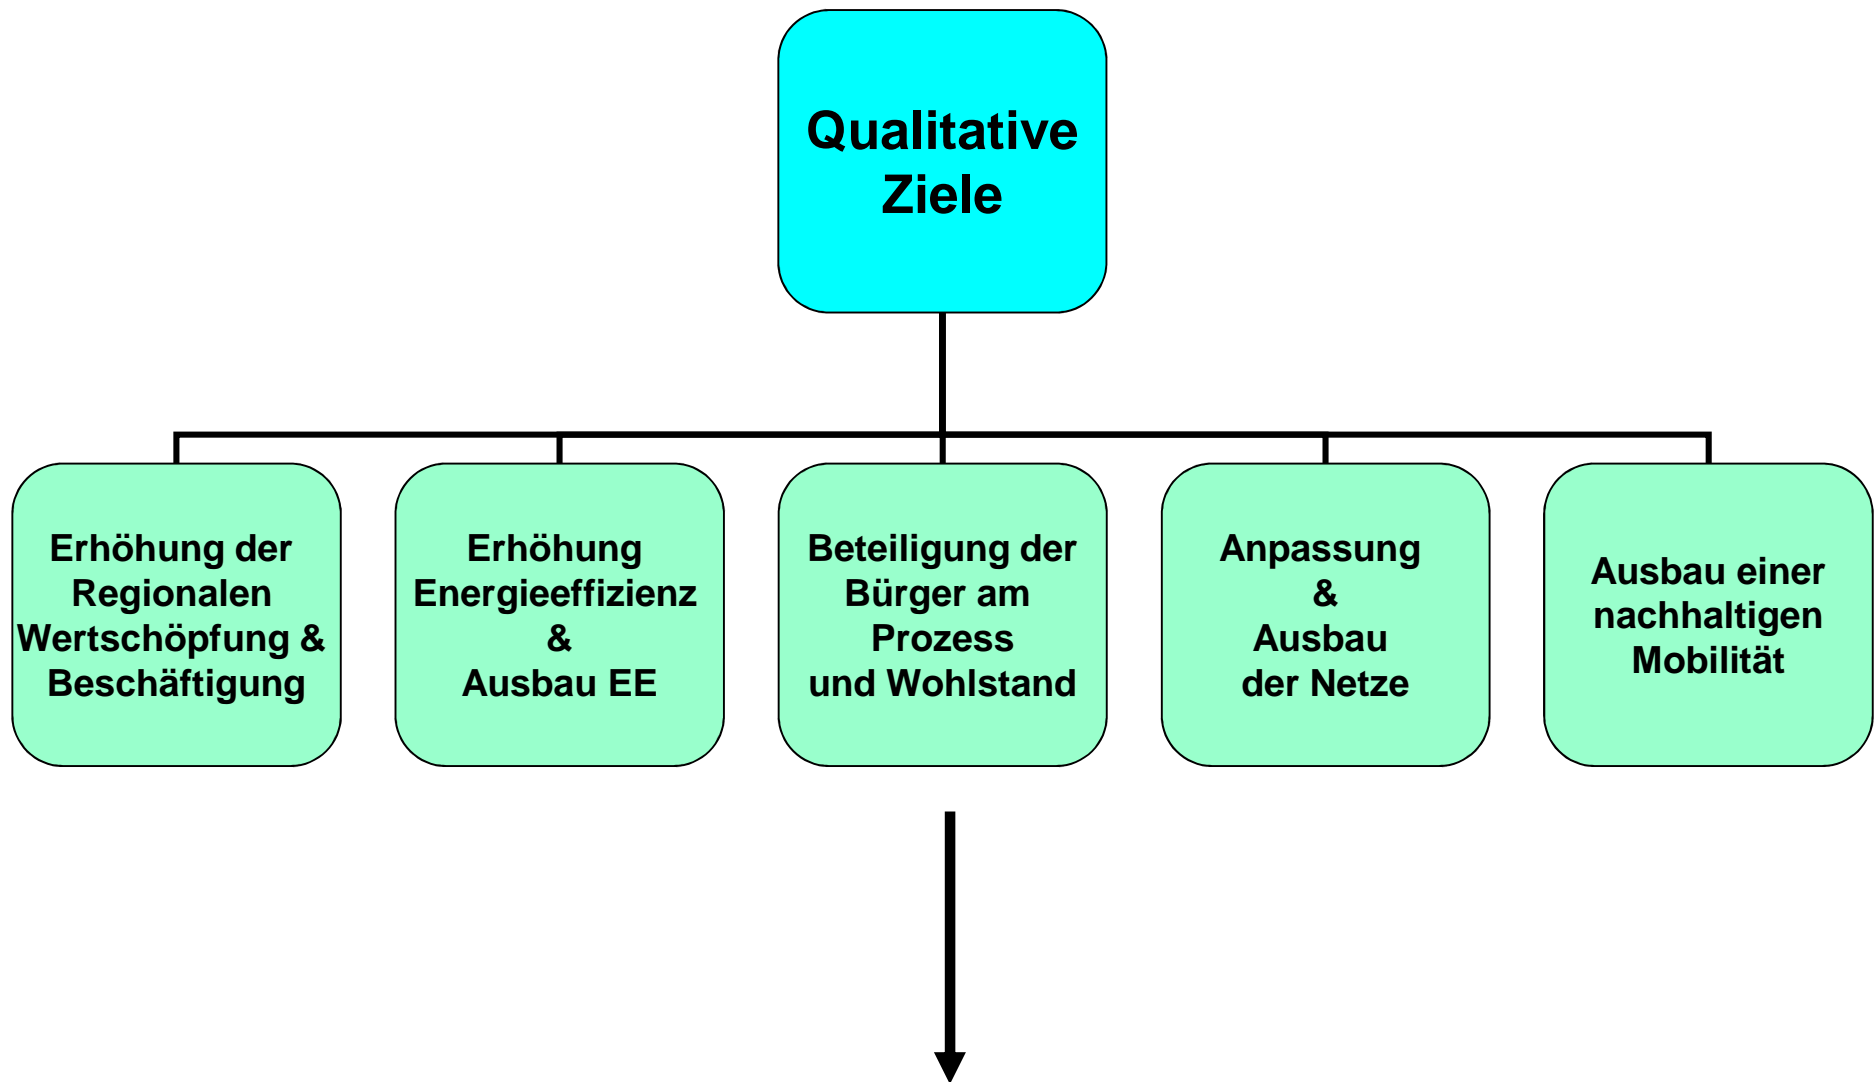 Qualitative
Ziele
Erhöhung der
Regionalen
Wertschöpfung &
Beschäftigung
Erhöhung
Energieeffizienz
&
Ausbau EE
Beteiligung der
Bürger am
Prozess
und Wohlstand
Anpassung
&
Ausbau
der Netze
Ausbau einer
nachhaltigen
Mobilität